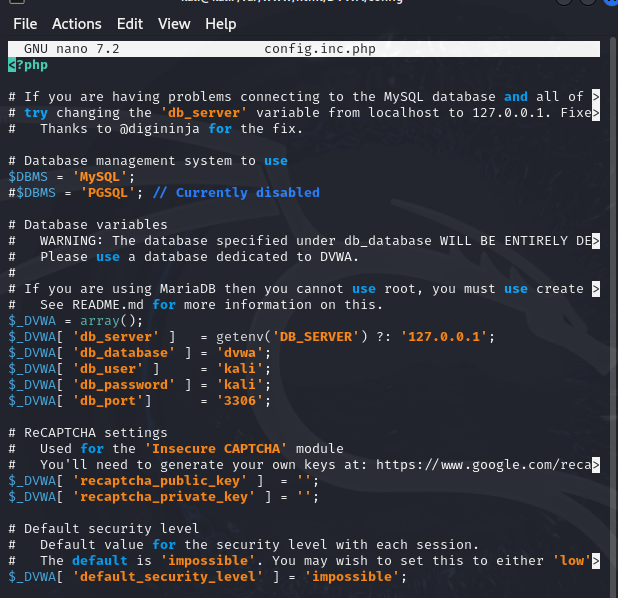 File Actions Edit View Help
GNU nano 7.2 config.inc.php
<?php
# If you are having problems connecting to the MySQL database and all of >
# try changing the 'db_server' variable from localhost to 127.0.0.1. Fixe>
#   Thanks to @digininja for the fix.
# Database management system to use
$DBMS = 'MySQL';
#$DBMS = 'PGSQL'; // Currently disabled
# Database variables
#   WARNING: The database specified under db_database WILL BE ENTIRELY DE>
#   Please use a database dedicated to DVWA.
#
# If you are using MariaDB then you cannot use root, you must use create >
#   See README.md for more information on this.
$_DVWA = array();
$_DVWA[ 'db_server' ]   = getenv('DB_SERVER') ?: '127.0.0.1';
$_DVWA[ 'db_database' ] = 'dvwa';
$_DVWA[ 'db_user' ]     = 'kali';
$_DVWA[ 'db_password' ] = 'kali';
$_DVWA[ 'db_port']      = '3306';
# ReCAPTCHA settings
#   Used for the 'Insecure CAPTCHA' module
#   You'll need to generate your own keys at: https://www.google.com/reca>
$_DVWA[ 'recaptcha_public_key' ]  = '';
$_DVWA[ 'recaptcha_private_key' ] = '';
# Default security level
#   Default value for the security level with each session.
#   The default is 'impossible'. You may wish to set this to either 'low'>
$_DVWA[ 'default_security_level' ] = 'impossible';